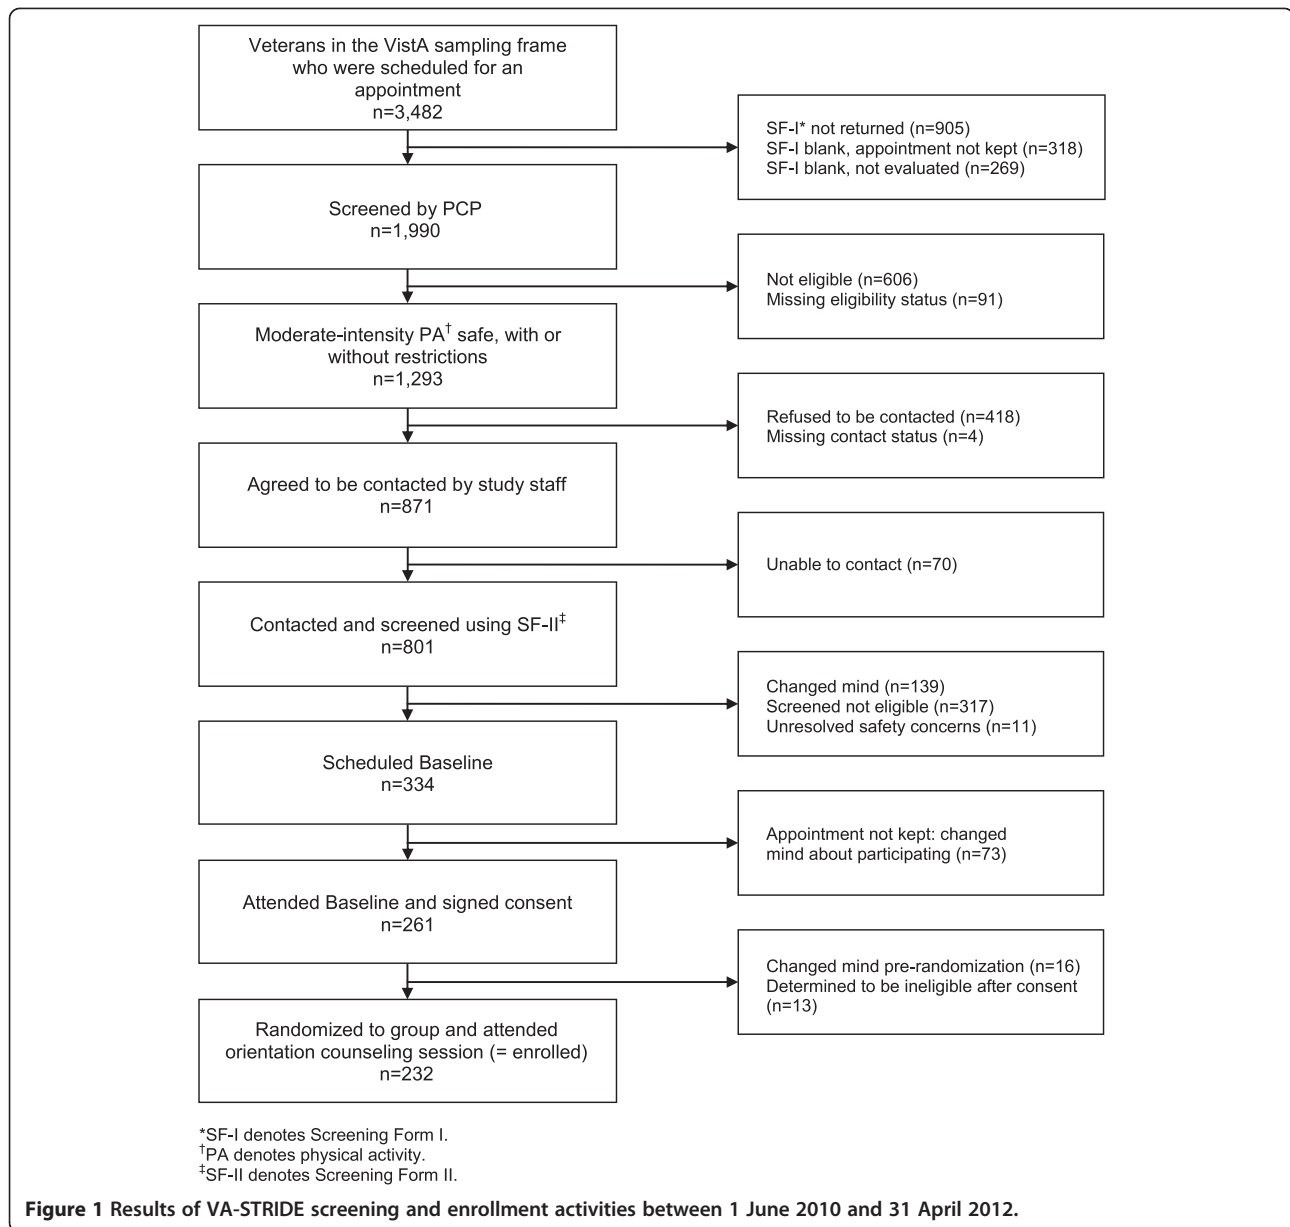 Veterans in the VistA sampling frame
who were scheduled for an
appointment
n=3,482
SF-I* not returned (n=905)
SF-I blank, appointment not kept (n=318)
SF-I blank, not evaluated (n=269)
Screened by PCP
n=1,990
Not eligible (n=606)
Missing eligibility status (n=91)
Moderate-intensity PA† safe, with or
without restrictions
n=1,293
Refused to be contacted (n=418)
Missing contact status (n=4)
Agreed to be contacted by study staff
n=871
Unable to contact (n=70)
Contacted and screened using SF-II‡
n=801
Changed mind (n=139)
Screened not eligible (n=317)
Unresolved safety concerns (n=11)
Scheduled Baseline
n=334
Appointment not kept: changed
mind about participating (n=73)
Attended Baseline and signed consent
n=261
Changed mind pre-randomization (n=16)
Determined to be ineligible after consent
(n=13)
Randomized to group and attended
orientation counseling session (= enrolled)
n=232
*SF-I denotes Screening Form I.
†PA denotes physical activity.
‡SF-II denotes Screening Form II.
Figure 1 Results of VA-STRIDE screening and enrollment activities between 1 June 2010 and 31 April 2012.